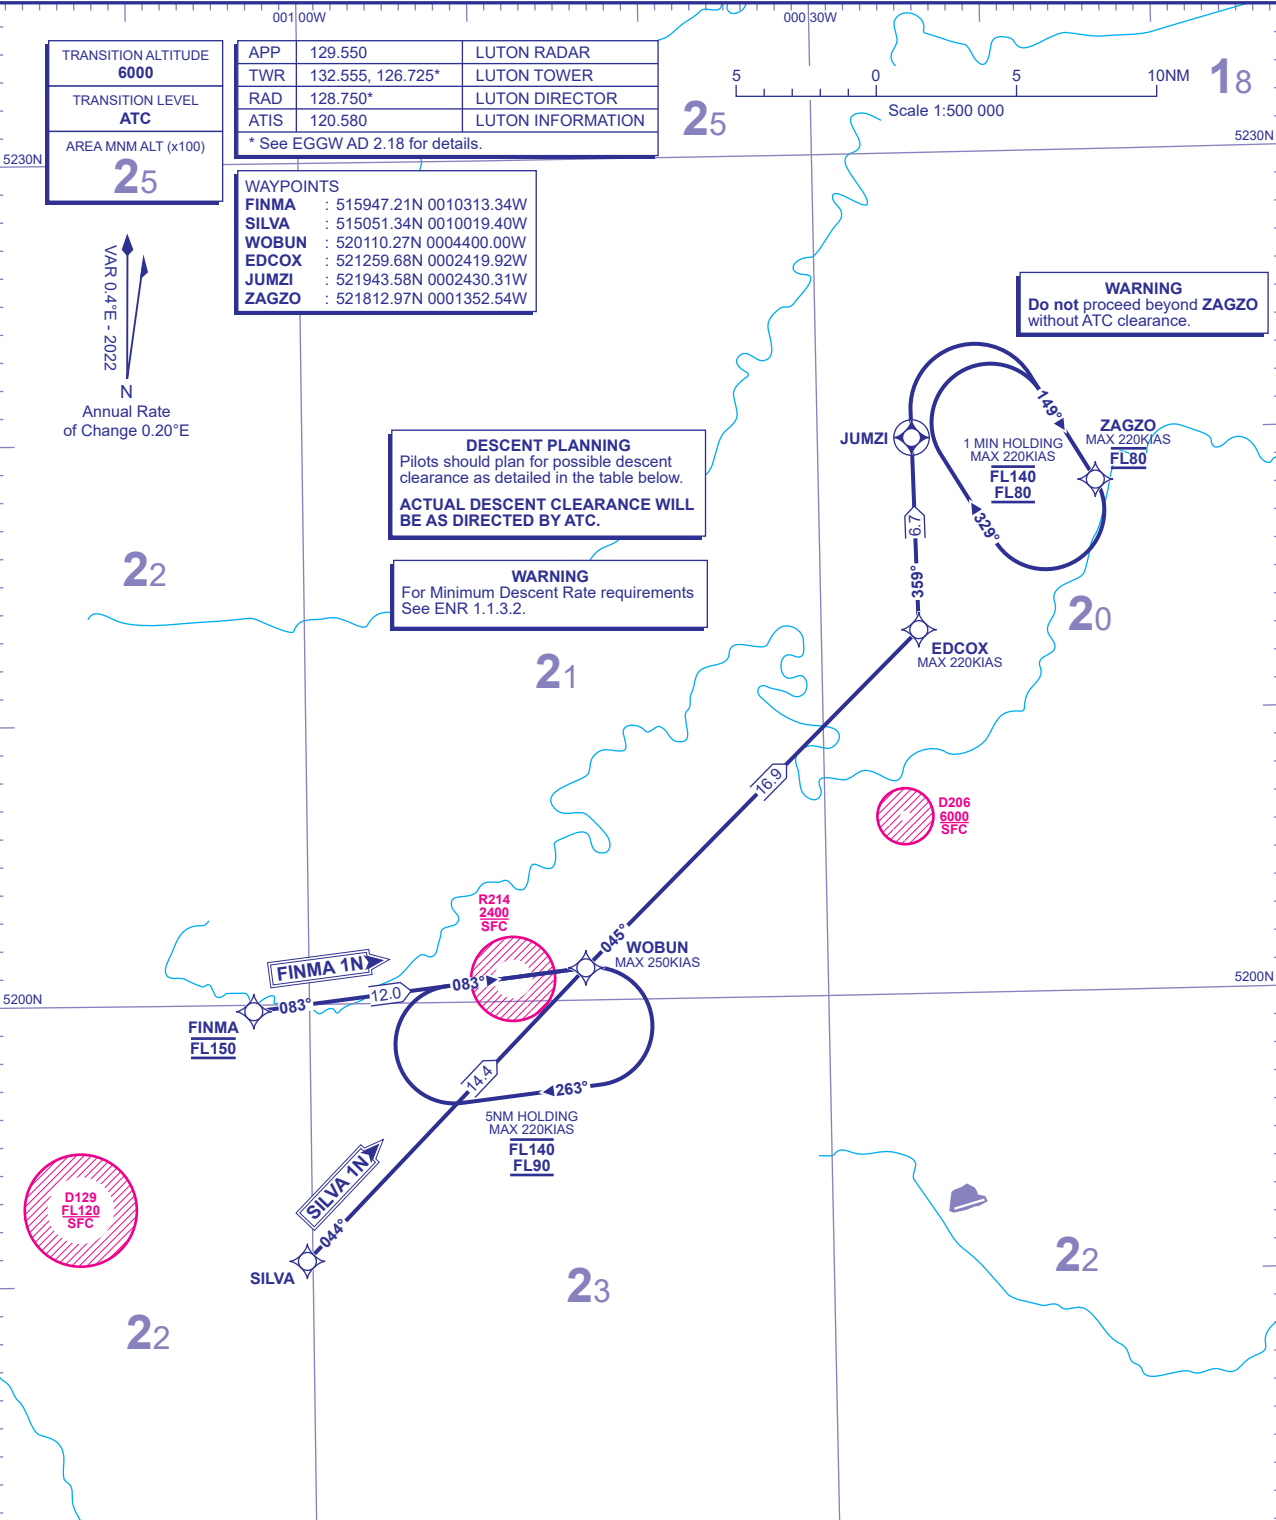 001 00W
000 30W
TRANSITION ALTITUDE
6000
TRANSITION LEVEL
ATC
AREA MNM ALT (x100)
25
APP 129.550 LUTON RADAR
TWR 132.555, 126.725* LUTON TOWER
RAD 128.750* LUTON DIRECTOR
ATIS 120.580 LUTON INFORMATION
* See EGGW AD 2.18 for details.
25
5 0 5 10NM
Scale 1:500 000
18
5230N
5230N
WAYPOINTS
FINMA : 515947.21N 0010313.34W
SILVA : 515051.34N 0010019.40W
WOBUN : 520110.27N 0004400.00W
EDCOX : 521259.68N 0002419.92W
JUMZI : 521943.58N 0002430.31W
ZAGZO : 521812.97N 0001352.54W
VAR 0.4°E - 2022
N
Annual Rate
of Change 0.20°E
WARNING
Do not proceed beyond ZAGZO
without ATC clearance.
DESCENT PLANNING
Pilots should plan for possible descent
clearance as detailed in the table below.
ACTUAL DESCENT CLEARANCE WILL
BE AS DIRECTED BY ATC.
WARNING
For Minimum Descent Rate requirements
See ENR 1.1.3.2.
JUMZI
149°
ZAGZO
MAX 220KIAS
FL80
1 MIN HOLDING
MAX 220KIAS
FL140
FL80
329°
6.7
359°
22
20
EDCOX
MAX 220KIAS
21
16.9
D206
6000
SFC
R214
2400
SFC
045°
WOBUN
MAX 250KIAS
FINMA 1N
083°
12.0
083°
5200N
5200N
FINMA
FL150
14.4
263°
5NM HOLDING
MAX 220KIAS
FL140
FL90
SILVA 1N
044°
SILVA
D129
FL120
SFC
22
23
22